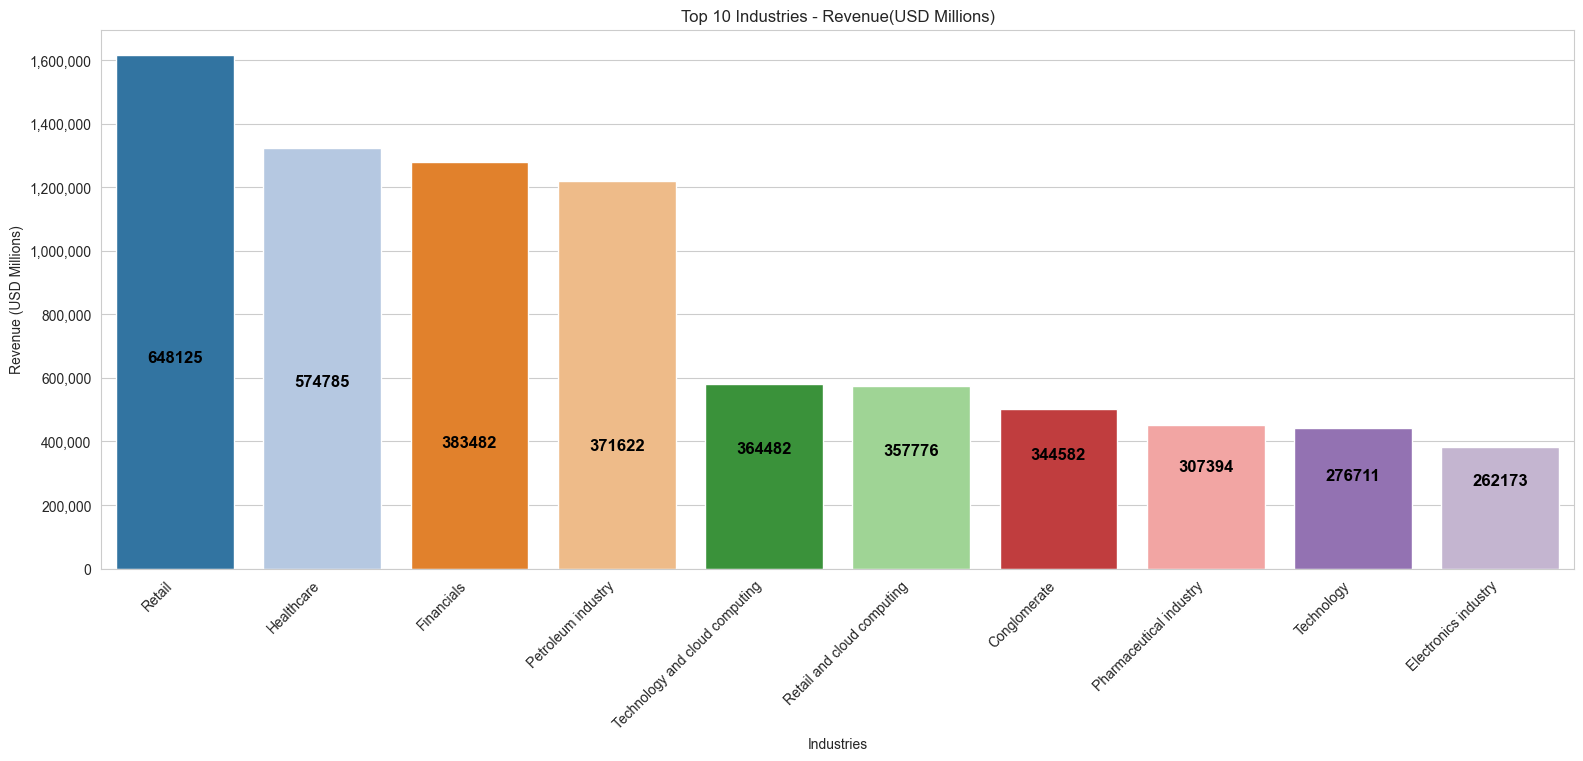 Top 10 Industries - Revenue(USD Millions)
Revenue (USD Millions)
1,600,000
1,400,000
1,200,000
1,000,000
800,000
600,000
400,000
200,000
0
648125
574785
383482
371622
364482
357776
344582
307394
276711
262173
Retail
Healthcare
Financials
Petroleum industry
Technology and cloud computing
Retail and cloud computing
Conglomerate
Pharmaceutical industry
Technology
Electronics industry
Industries